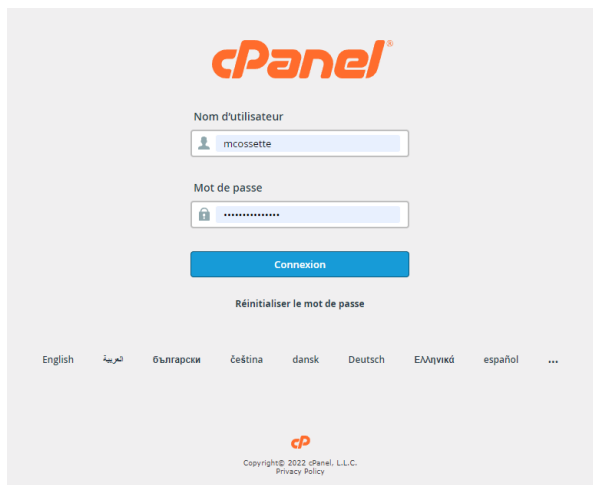 cPanel®
Nom d'utilisateur
mcossette
Mot de passe
•••••••••••••••
Connexion
Réinitialiser le mot de passe
English العربية български čeština dansk Deutsch Ελληνικά español ...
cP
Copyright© 2022 cPanel, L.L.C.
Privacy Policy